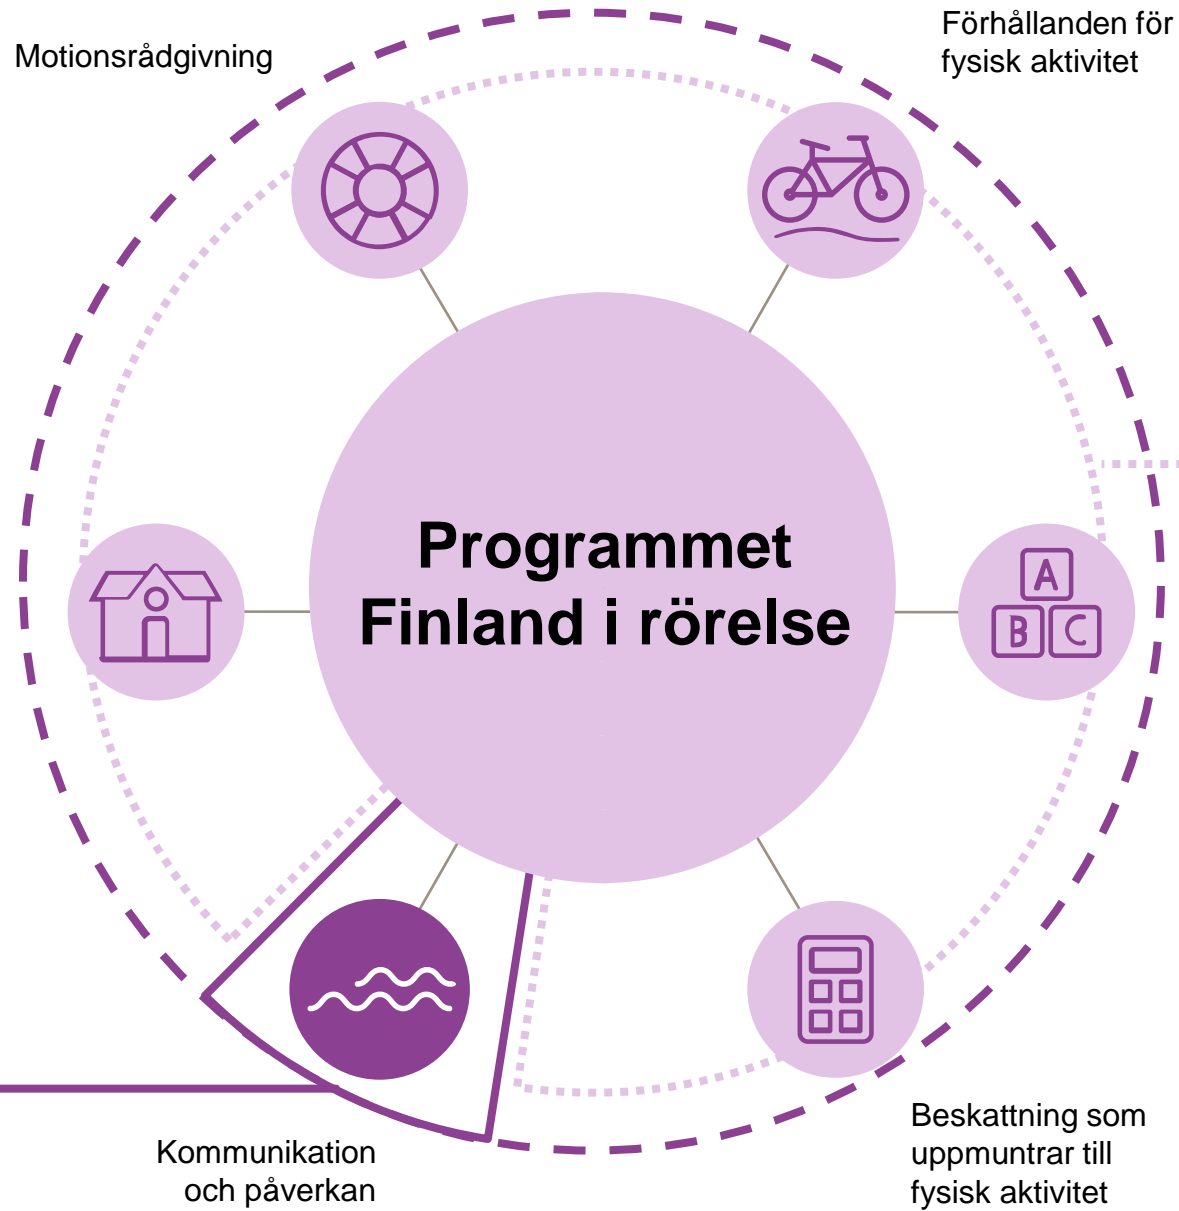 Motionsrådgivning
Förhållanden för
fysisk aktivitet
Programmet
Finland i rörelse
A
B C
Kommunikation
och påverkan
Beskattning som
uppmuntrar till
fysisk aktivitet